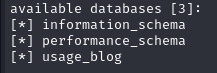 available databases [3]:
[*] information_schema
[*] performance_schema
[*] usage_blog